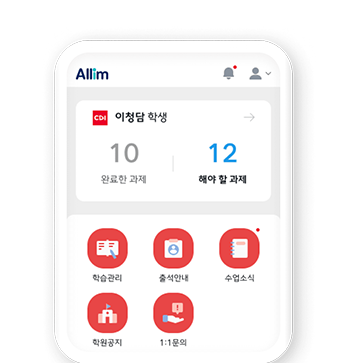 Allim
CDI 이청담 학생
10 12
완료한 과제 해야 할 과제
학습관리 출석안내 수업소식
학원공지 1:1문의